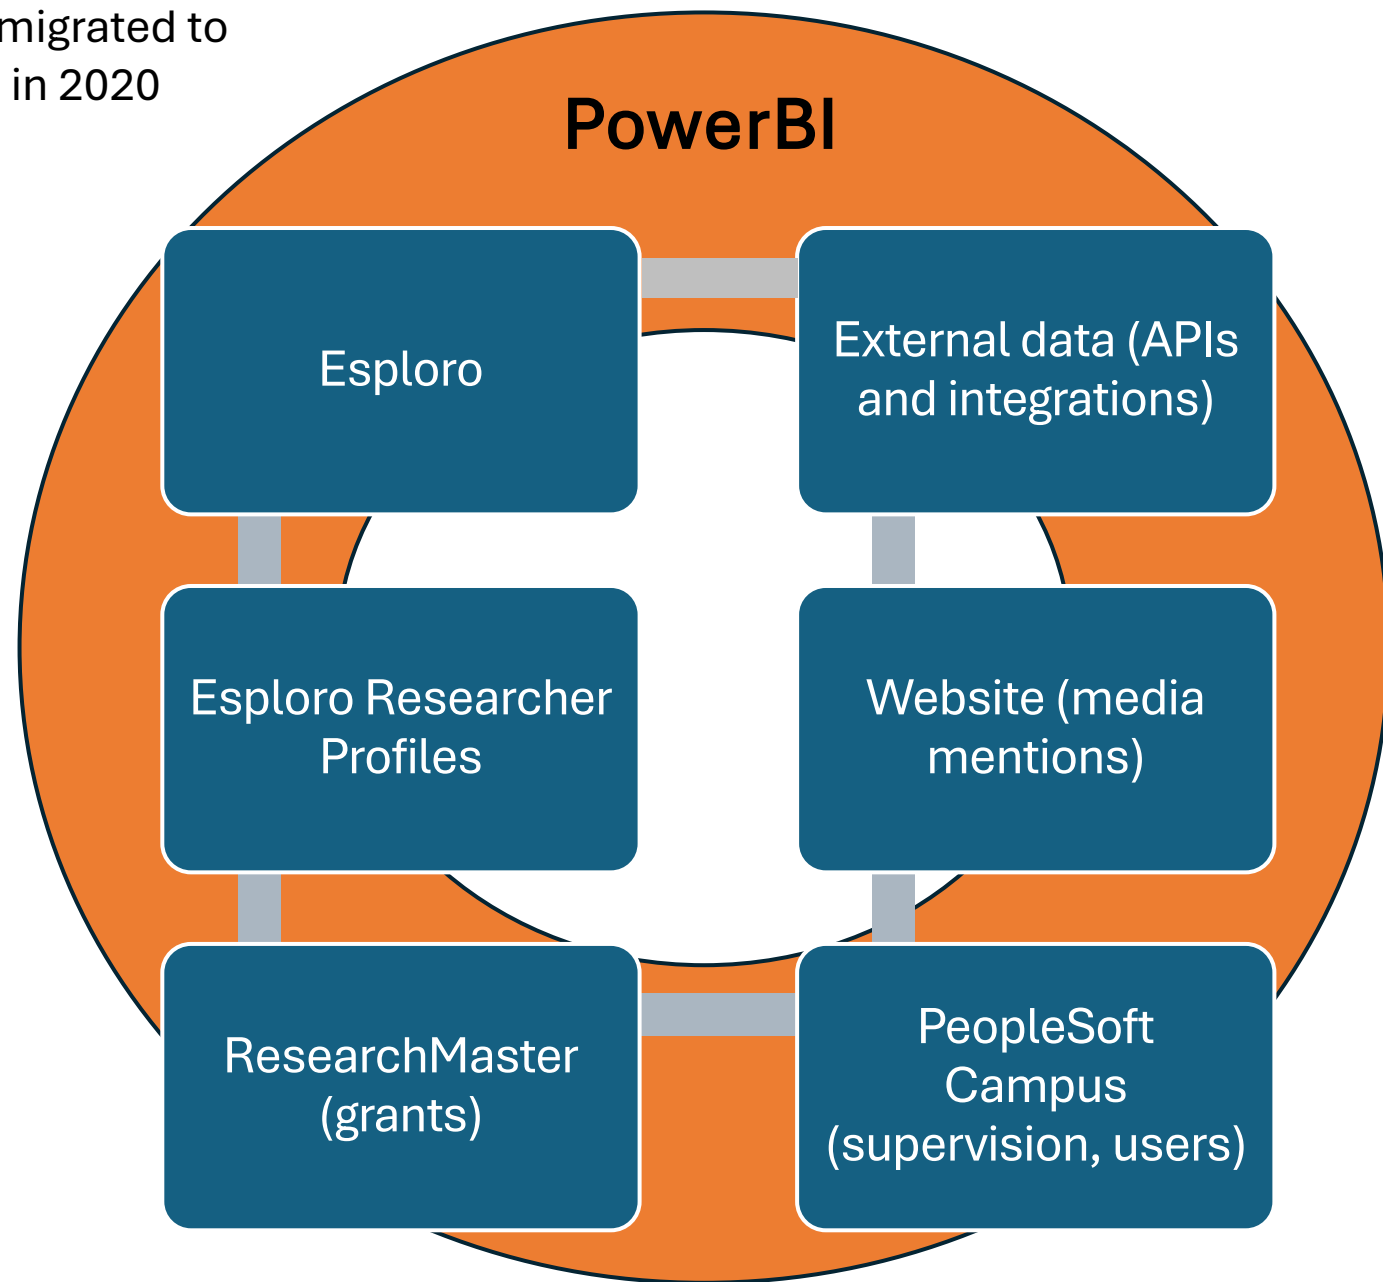 migrated to
in 2020
PowerBI
Esploro
External data (APIs
and integrations)
Esploro Researcher
Profiles
Website (media
mentions)
ResearchMaster
(grants)
PeopleSoft
Campus
(supervision, users)